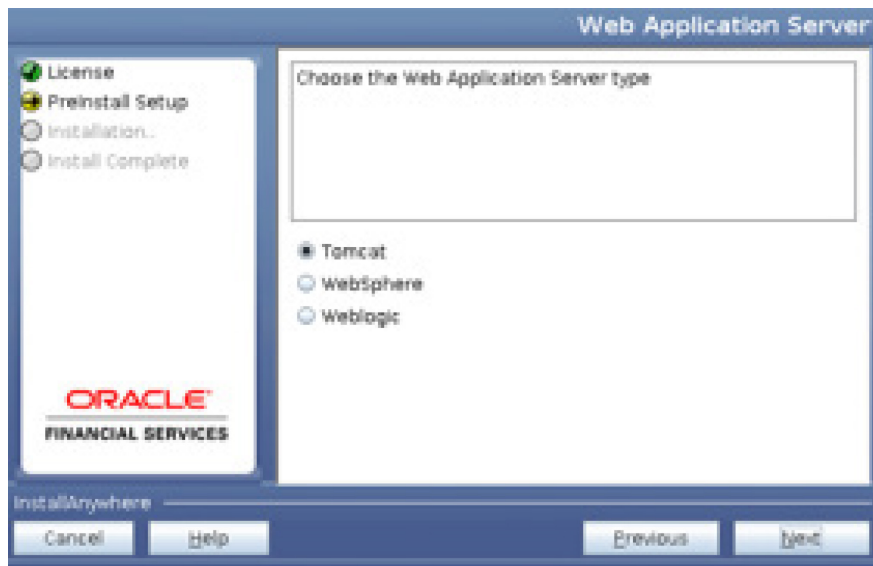 Web Application Server
License
Preinstall Setup
Installation..
Install Complete
Choose the Web Application Server type
Tomcat
WebSphere
Weblogic
ORACLE
FINANCIAL SERVICES
InstallAnywhere
Cancel
Help
Previous
Next